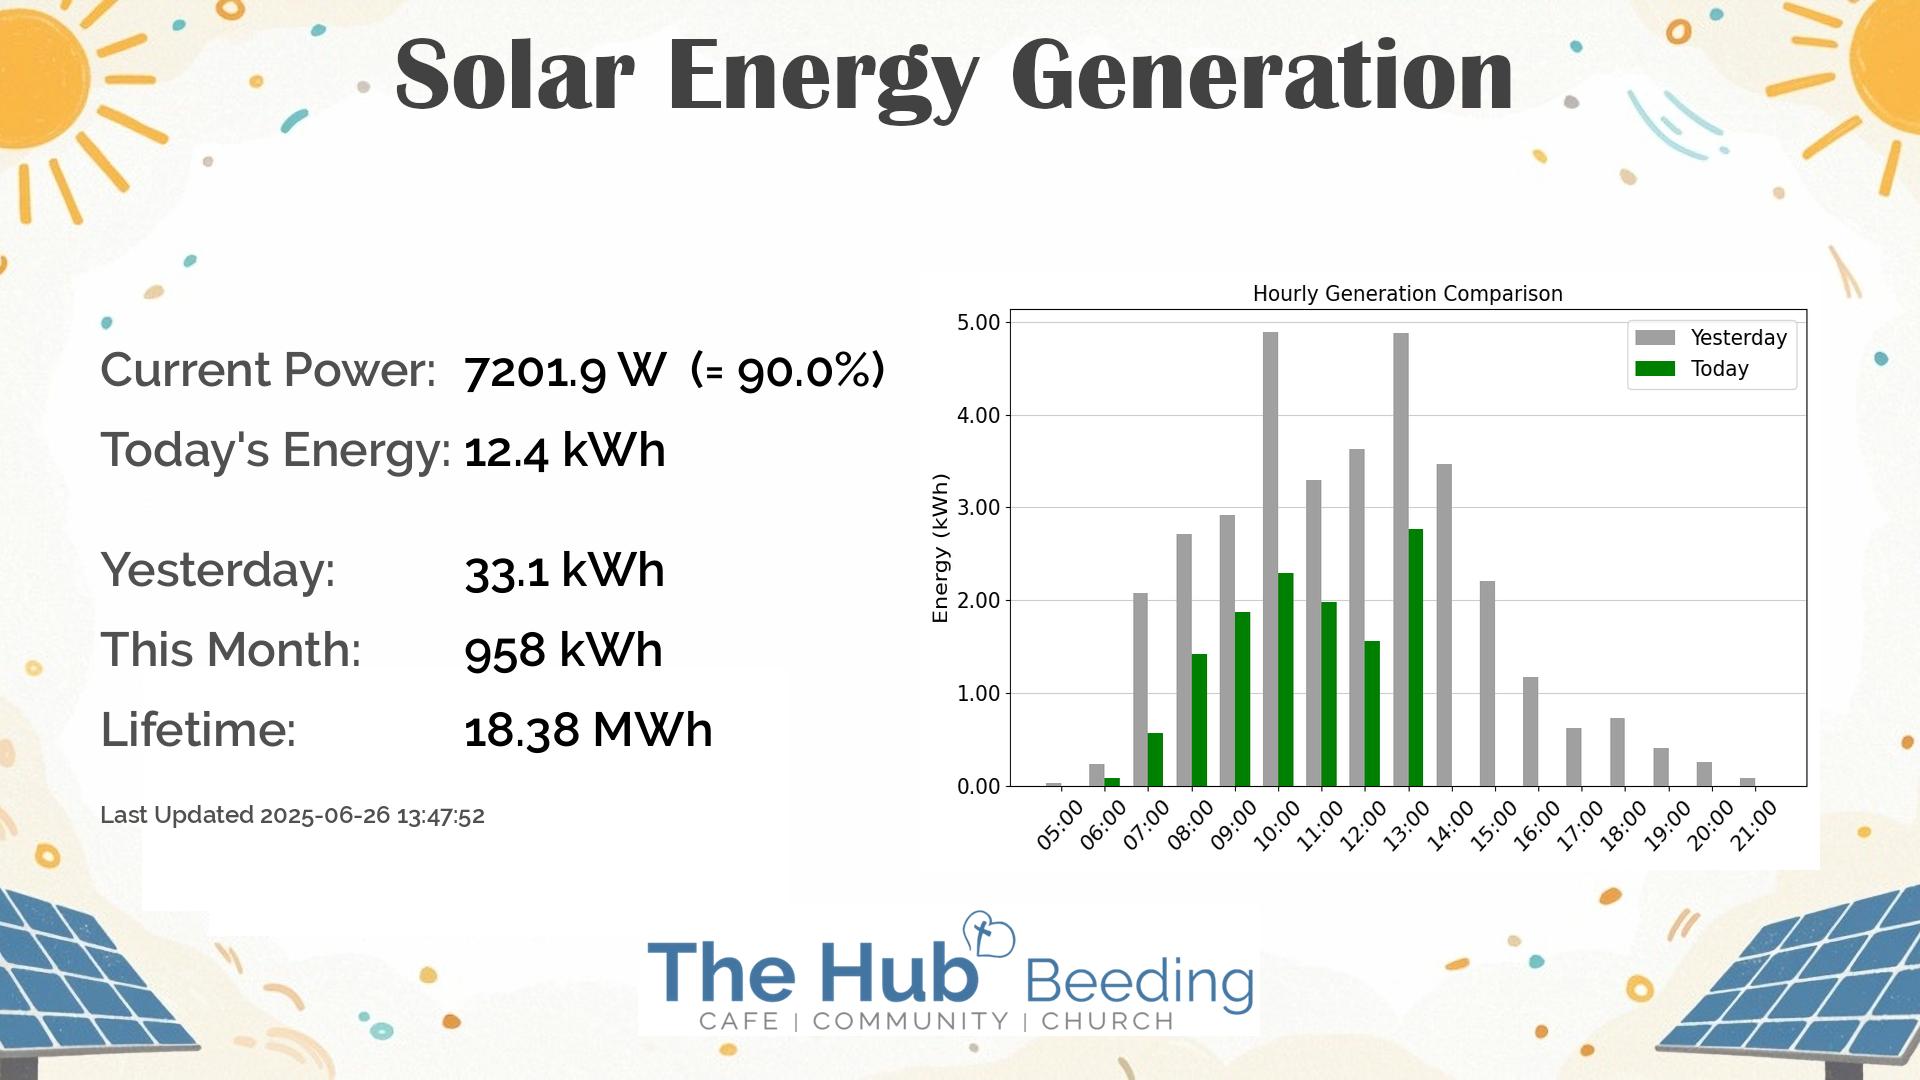 Solar Energy Generation
Current Power: 7201.9 W (= 90.0%)
Today's Energy: 12.4 kWh
Yesterday: 33.1 kWh
This Month: 958 kWh
Lifetime: 18.38 MWh
Last Updated 2025-06-26 13:47:52
Hourly Generation Comparison
Yesterday
Today
Energy (kWh)
5.00
4.00
3.00
2.00
1.00
0.00
05:00 06:00 07:00 08:00 09:00 10:00 11:00 12:00 13:00 14:00 15:00 16:00 17:00 18:00 19:00 20:00 21:00
The Hub Beeding
CAFE | COMMUNITY | CHURCH